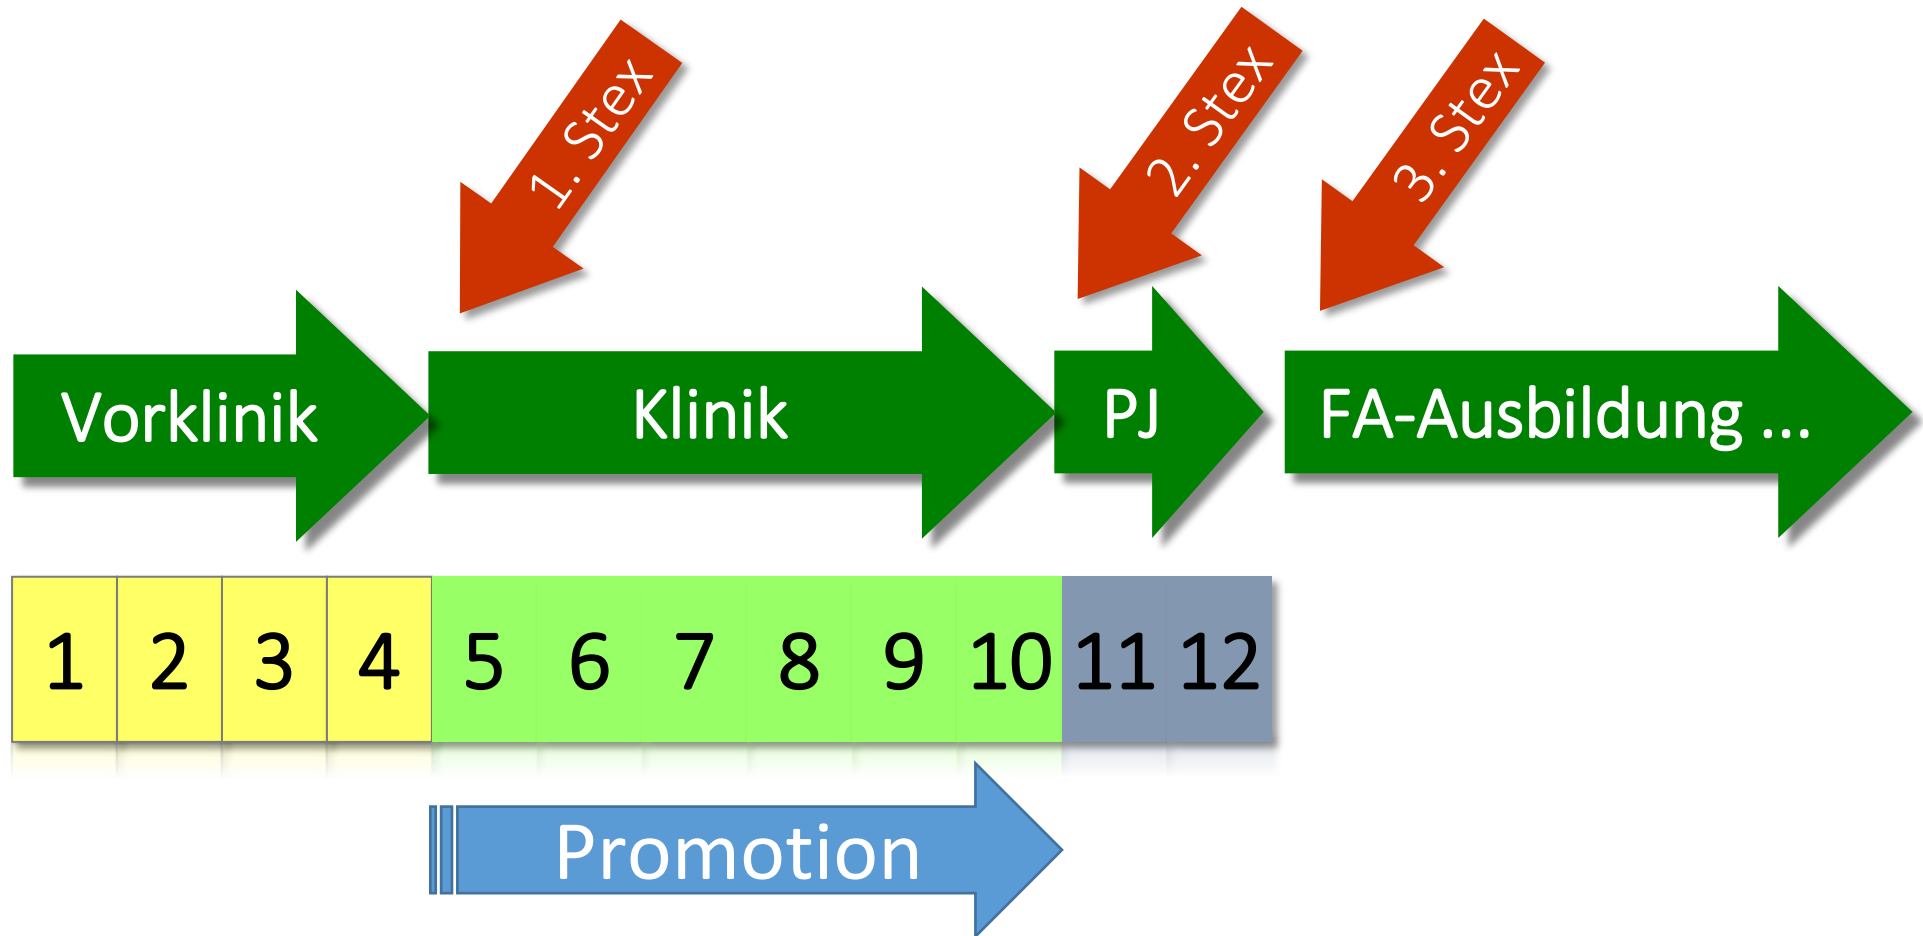 1. Stex
2. Stex
3. Stex
Vorklinik
Klinik
PJ
FA-Ausbildung ...
1 2 3 4 5 6 7 8 9 10 11 12
Promotion